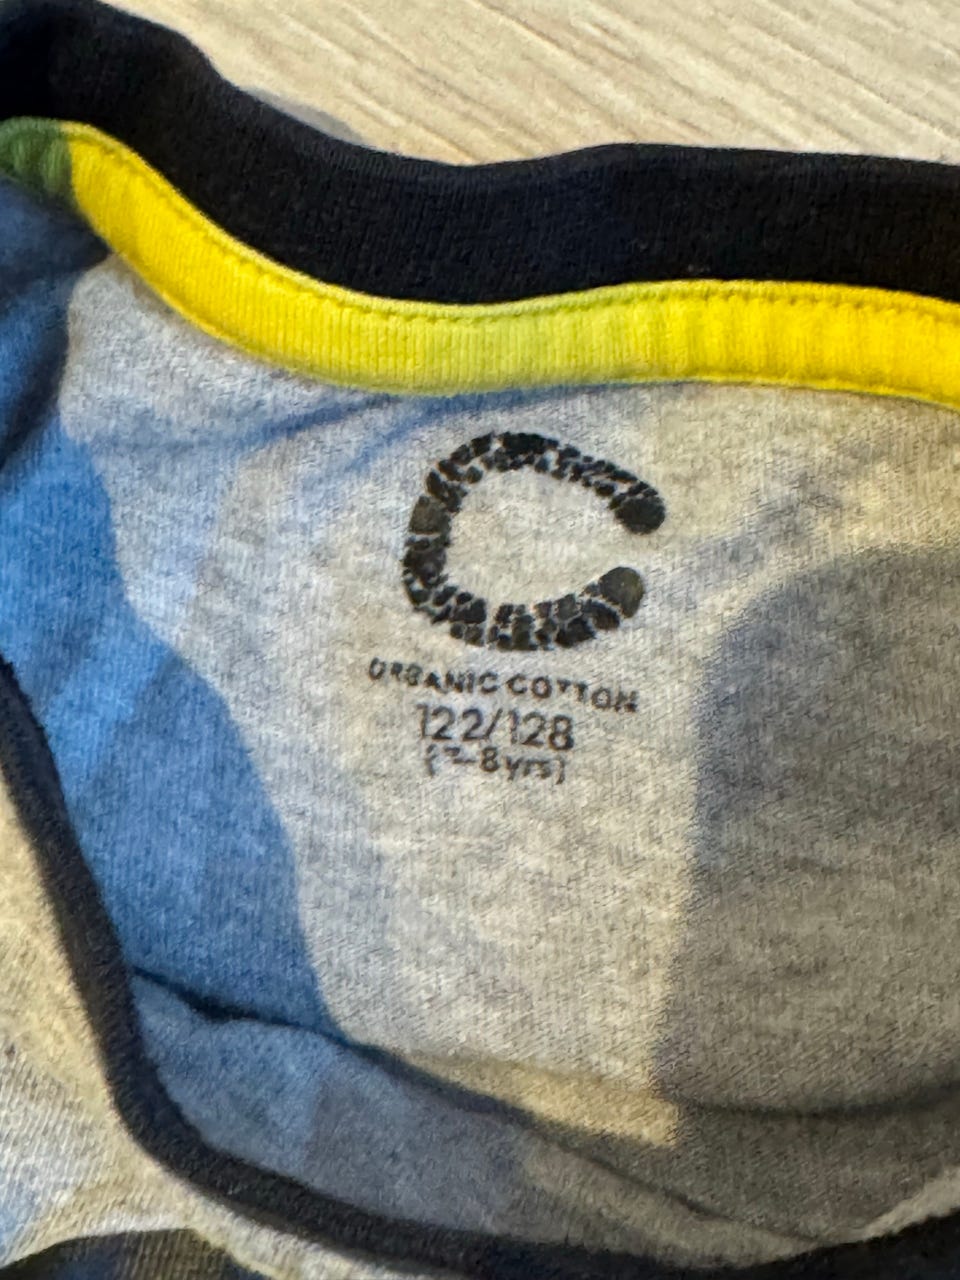 C
ORGANIC COTTON
122/128
(7-8yrs)